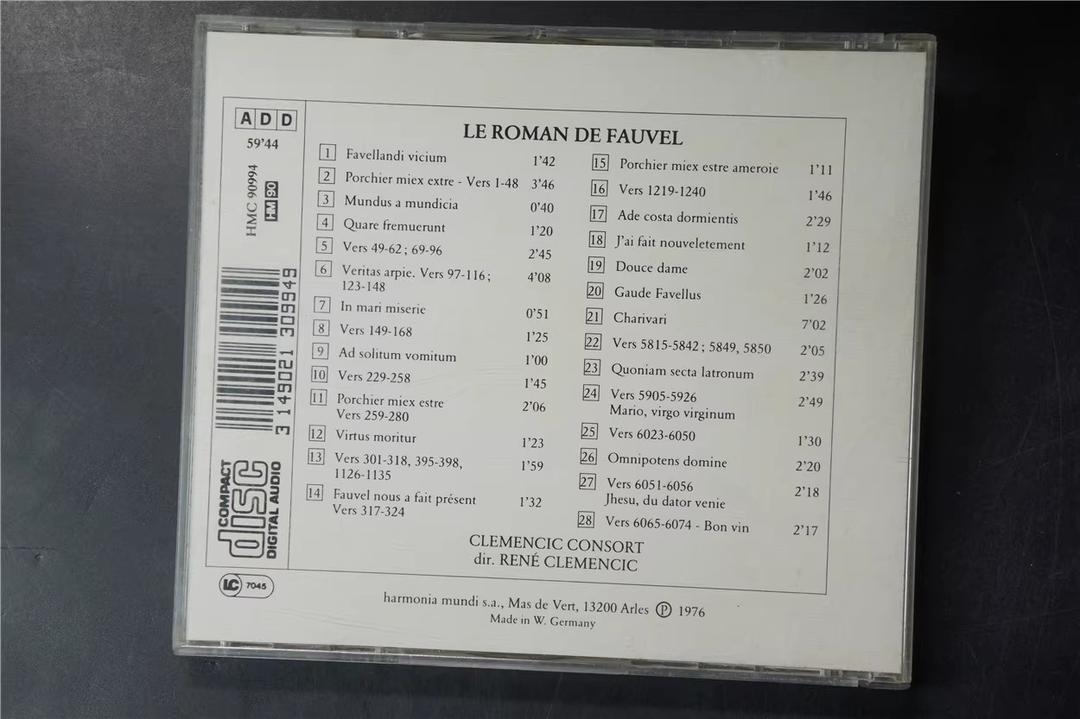 ADD
59'44
HMC 90994
HM 90
3 149021 309949
COMPACT
disc
DIGITAL AUDIO
LC 7045
LE ROMAN DE FAUVEL
1 Favellandi vicium 1'42
2 Porchier miex extre - Vers 1-48 3'46
3 Mundus a mundicia 0'40
4 Quare fremuerunt 1'20
5 Vers 49-62 ; 69-96 2'45
6 Veritas arpie. Vers 97-116 ; 4'08
123-148
7 In mari miserie 0'51
8 Vers 149-168 1'25
9 Ad solitum vomitum 1'00
10 Vers 229-258 1'45
11 Porchier miex estre 2'06
Vers 259-280
12 Virtus moritur 1'23
13 Vers 301-318, 395-398, 1'59
1126-1135
14 Fauvel nous a fait présent 1'32
Vers 317-324
15 Porchier miex estre ameroie 1'11
16 Vers 1219-1240 1'46
17 Ade costa dormientis 2'29
18 J'ai fait nouveletement 1'12
19 Douce dame 2'02
20 Gaude Favellus 1'26
21 Charivari 7'02
22 Vers 5815-5842 ; 5849, 5850 2'05
23 Quoniam secta latronum 2'39
24 Vers 5905-5926 2'49
Mario, virgo virginum
25 Vers 6023-6050 1'30
26 Omnipotens domine 2'20
27 Vers 6051-6056 2'18
Jhesu, du dator venie
28 Vers 6065-6074 - Bon vin 2'17
CLEMENCIC CONSORT
dir. RENÉ CLEMENCIC
harmonia mundi s.a., Mas de Vert, 13200 Arles Ⓟ 1976
Made in W. Germany